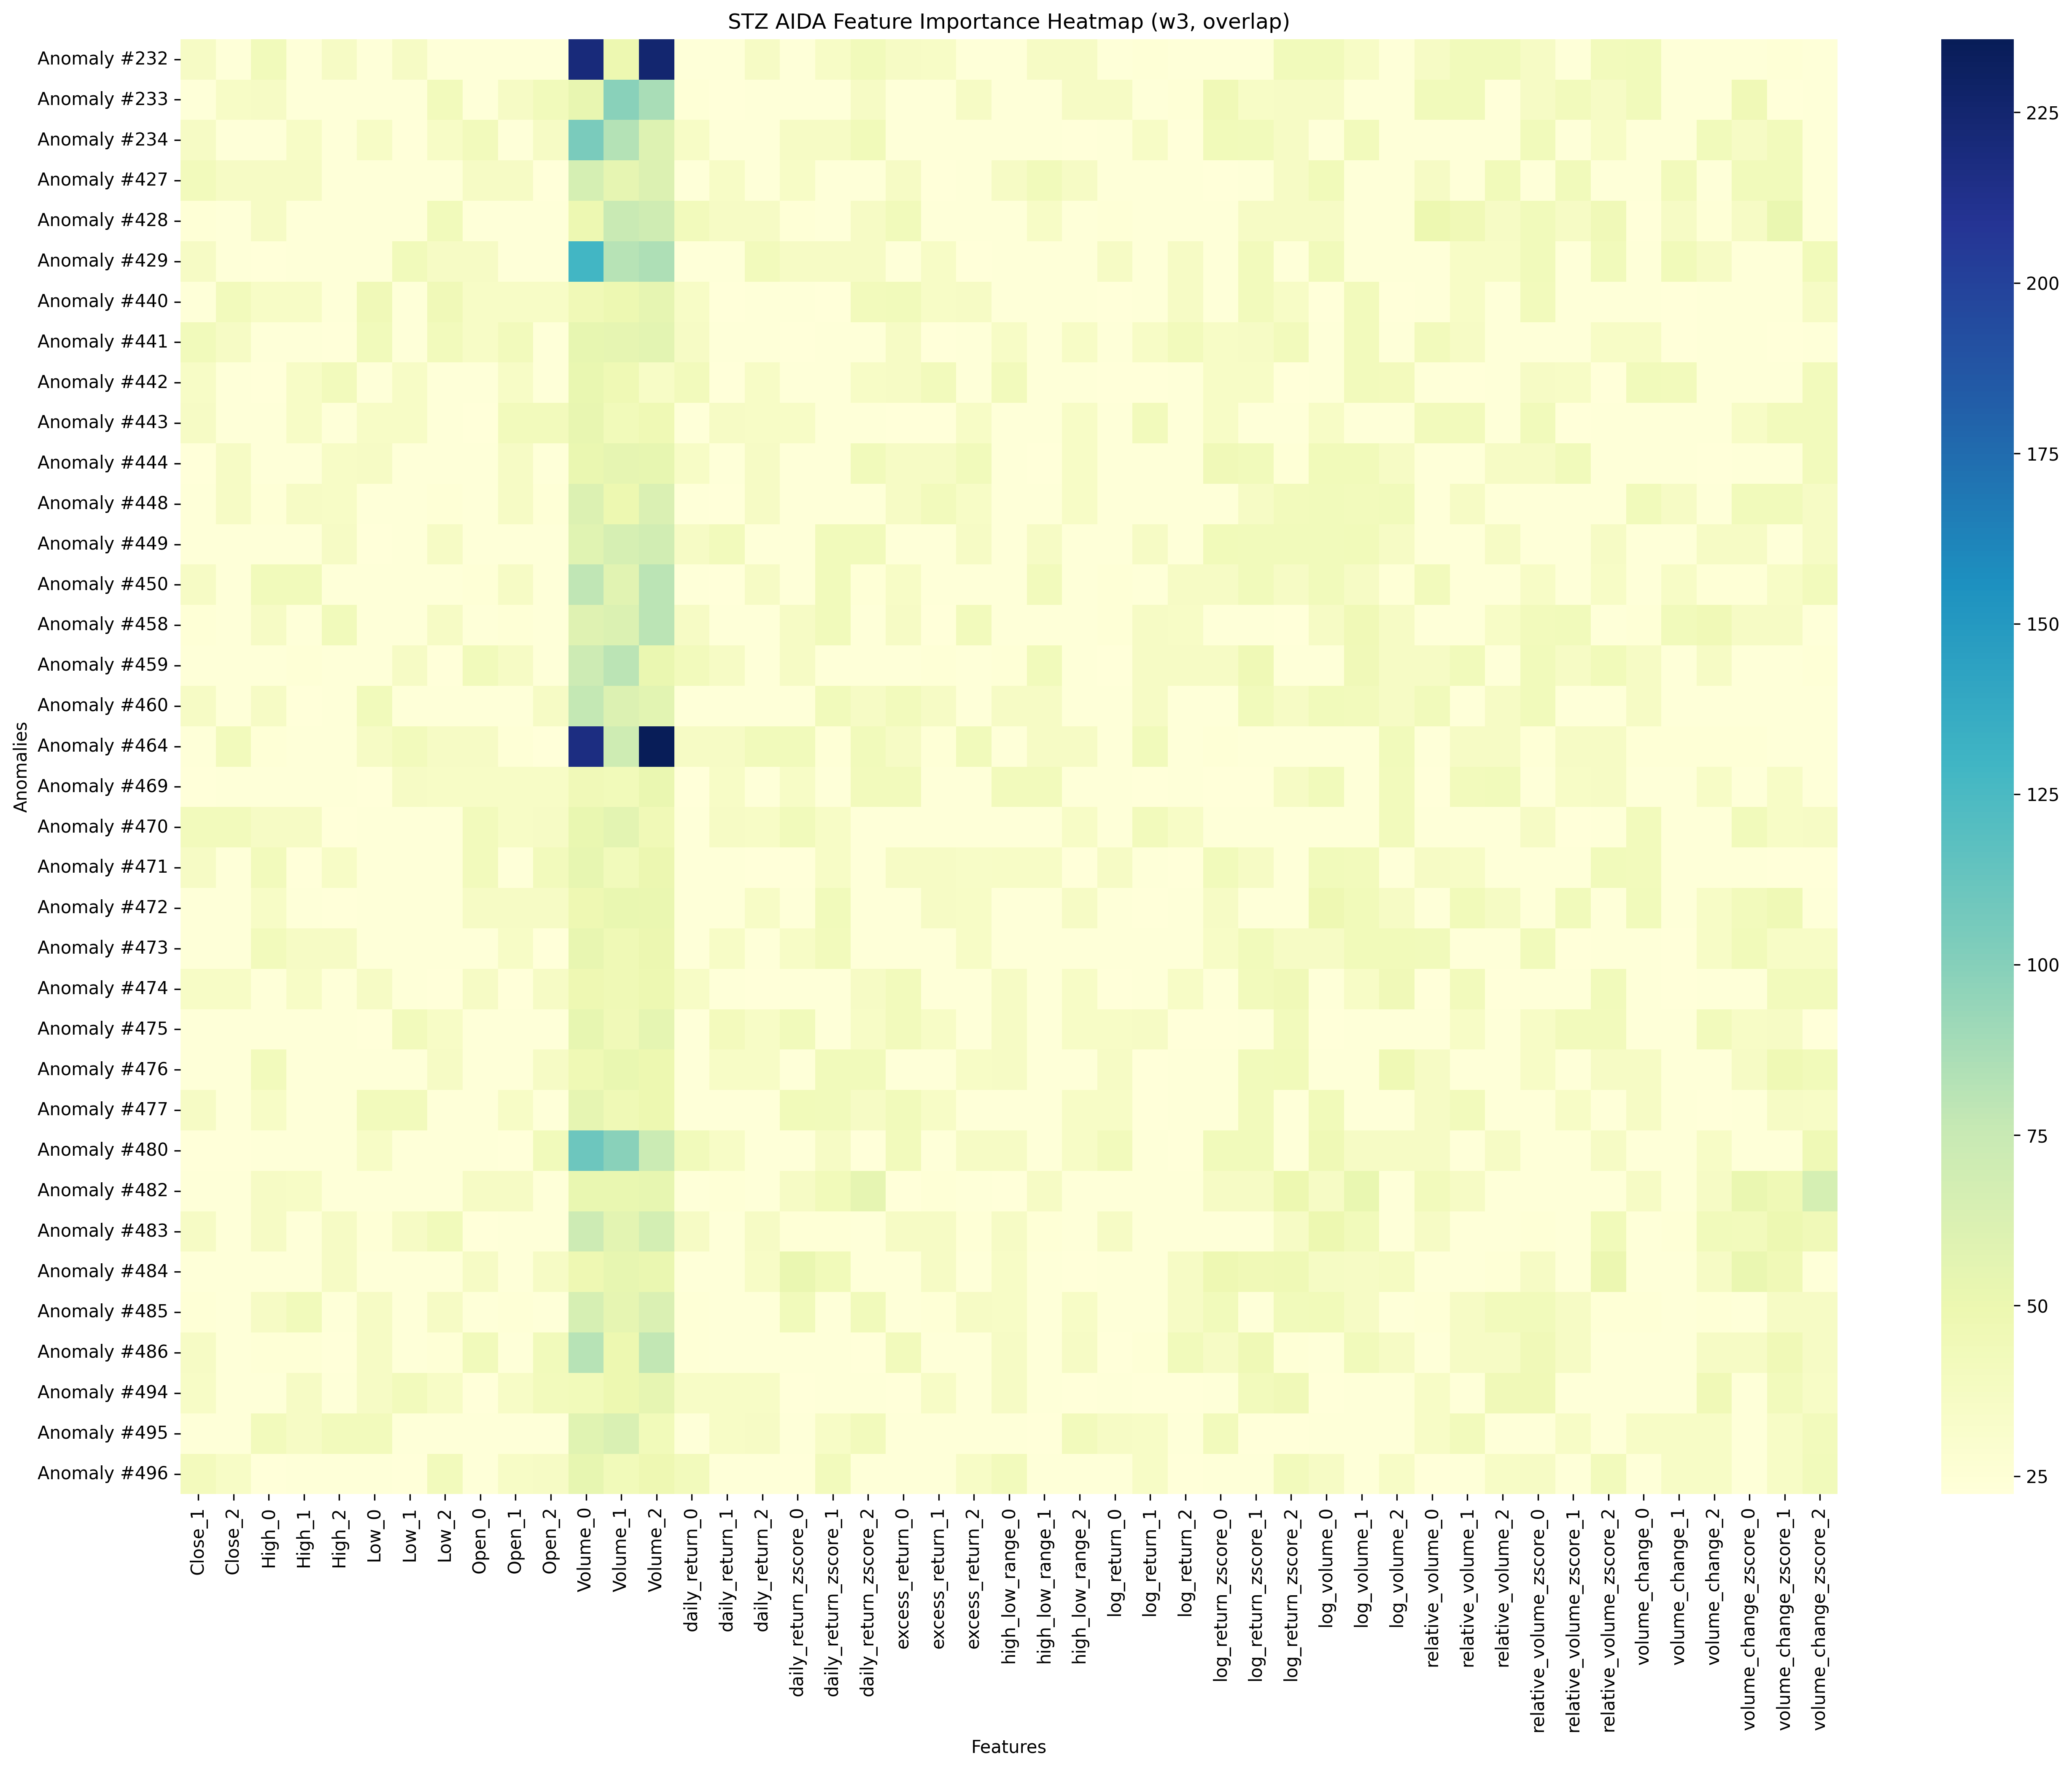 STZ AIDA Feature Importance Heatmap (w3, overlap)
Anomalies
Anomaly #232
Anomaly #233
Anomaly #234
Anomaly #427
Anomaly #428
Anomaly #429
Anomaly #440
Anomaly #441
Anomaly #442
Anomaly #443
Anomaly #444
Anomaly #448
Anomaly #449
Anomaly #450
Anomaly #458
Anomaly #459
Anomaly #460
Anomaly #464
Anomaly #469
Anomaly #470
Anomaly #471
Anomaly #472
Anomaly #473
Anomaly #474
Anomaly #475
Anomaly #476
Anomaly #477
Anomaly #480
Anomaly #482
Anomaly #483
Anomaly #484
Anomaly #485
Anomaly #486
Anomaly #494
Anomaly #495
Anomaly #496
Close_1
Close_2
High_0
High_1
High_2
Low_0
Low_1
Low_2
Open_0
Open_1
Open_2
Volume_0
Volume_1
Volume_2
daily_return_0
daily_return_1
daily_return_2
daily_return_zscore_0
daily_return_zscore_1
daily_return_zscore_2
excess_return_0
excess_return_1
excess_return_2
high_low_range_0
high_low_range_1
high_low_range_2
log_return_0
log_return_1
log_return_2
log_return_zscore_0
log_return_zscore_1
log_return_zscore_2
log_volume_0
log_volume_1
log_volume_2
relative_volume_0
relative_volume_1
relative_volume_2
relative_volume_zscore_0
relative_volume_zscore_1
relative_volume_zscore_2
volume_change_0
volume_change_1
volume_change_2
volume_change_zscore_0
volume_change_zscore_1
volume_change_zscore_2
Features
225
200
175
150
125
100
75
50
25